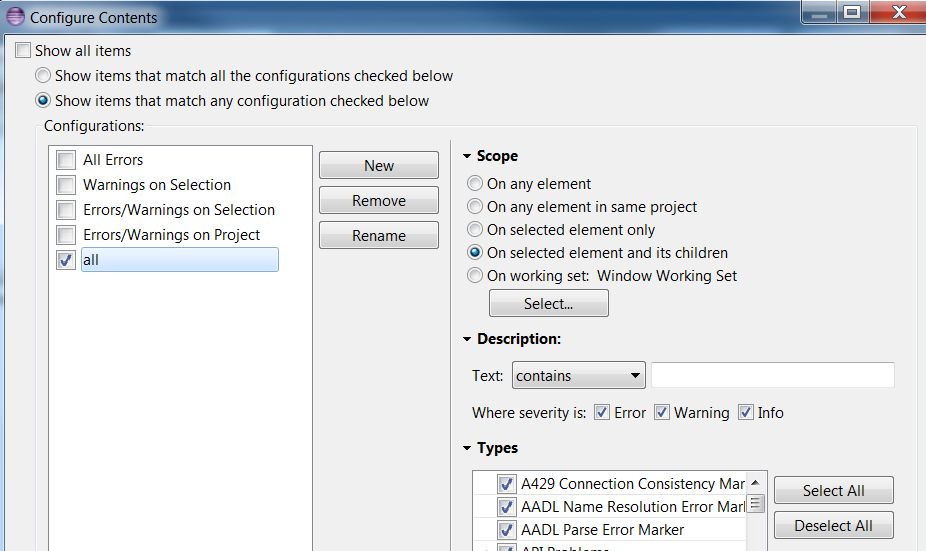 Configure Contents
Show all items
Show items that match all the configurations checked below
Show items that match any configuration checked below
Configurations:
All Errors
Warnings on Selection
Errors/Warnings on Selection
Errors/Warnings on Project
all
New
Remove
Rename
Scope
On any element
On any element in same project
On selected element only
On selected element and its children
On working set:  Window Working Set
Select...
Description:
Text: contains
Where severity is: Error Warning Info
Types
A429 Connection Consistency Mar
AADL Name Resolution Error Marl
AADL Parse Error Marker
API Problems
Select All
Deselect All